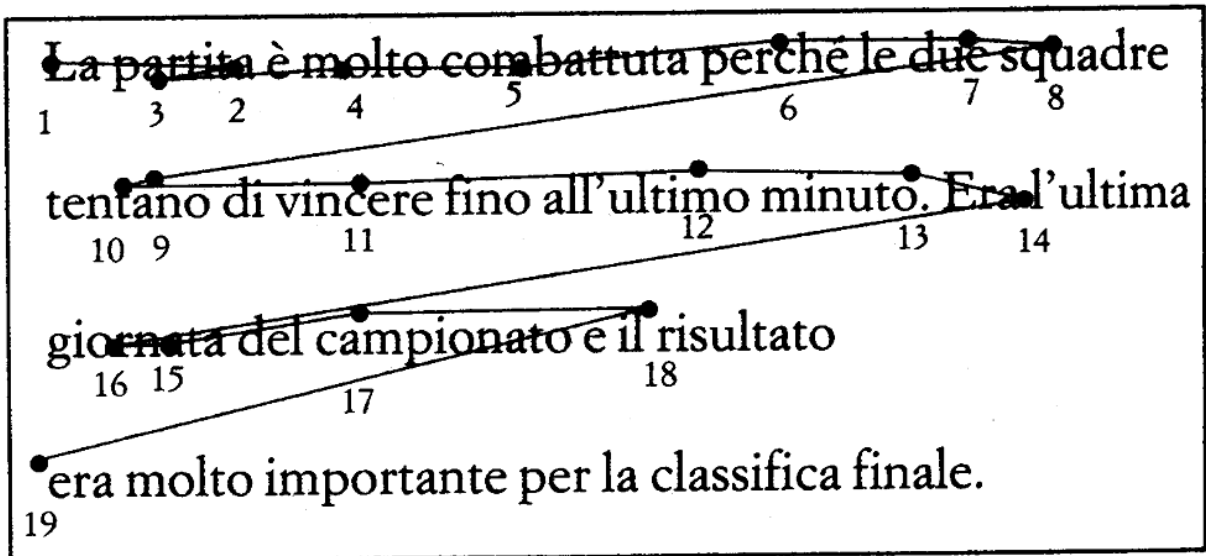 La partita è molto combattuta perché le due squadre
1 3 2 4 5 6 7 8
tentano di vincere fino all'ultimo minuto. Era l'ultima
10 9 11 12 13 14
giornata del campionato e il risultato
16 15 17 18
era molto importante per la classifica finale.
19